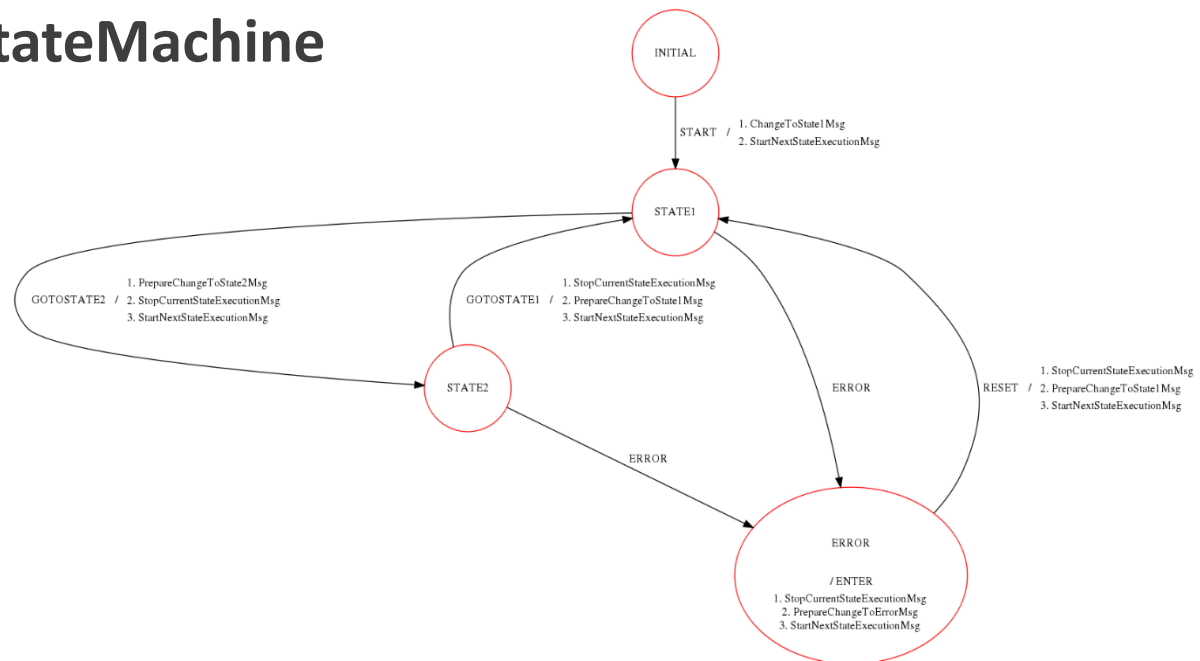 tateMachine
INITIAL
START / 1. ChangeToState1Msg
2. StartNextStateExecutionMsg
STATE1
1. PrepareChangeToState2Msg
GOTOSTATE2 / 2. StopCurrentStateExecutionMsg
3. StartNextStateExecutionMsg
1. StopCurrentStateExecutionMsg
GOTOSTATE1 / 2. PrepareChangeToState1Msg
3. StartNextStateExecutionMsg
STATE2
ERROR
ERROR
1. StopCurrentStateExecutionMsg
RESET / 2. PrepareChangeToState1Msg
3. StartNextStateExecutionMsg
ERROR
/ ENTER
1. StopCurrentStateExecutionMsg
2. PrepareChangeToErrorMsg
3. StartNextStateExecutionMsg